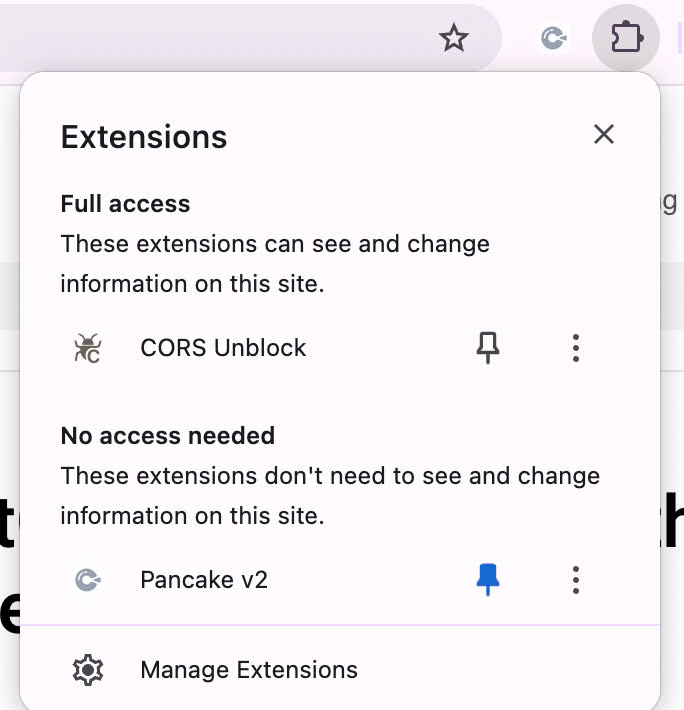 Extensions
Full access
These extensions can see and change
information on this site.
CORS Unblock
No access needed
These extensions don't need to see and change
information on this site.
Pancake v2
Manage Extensions